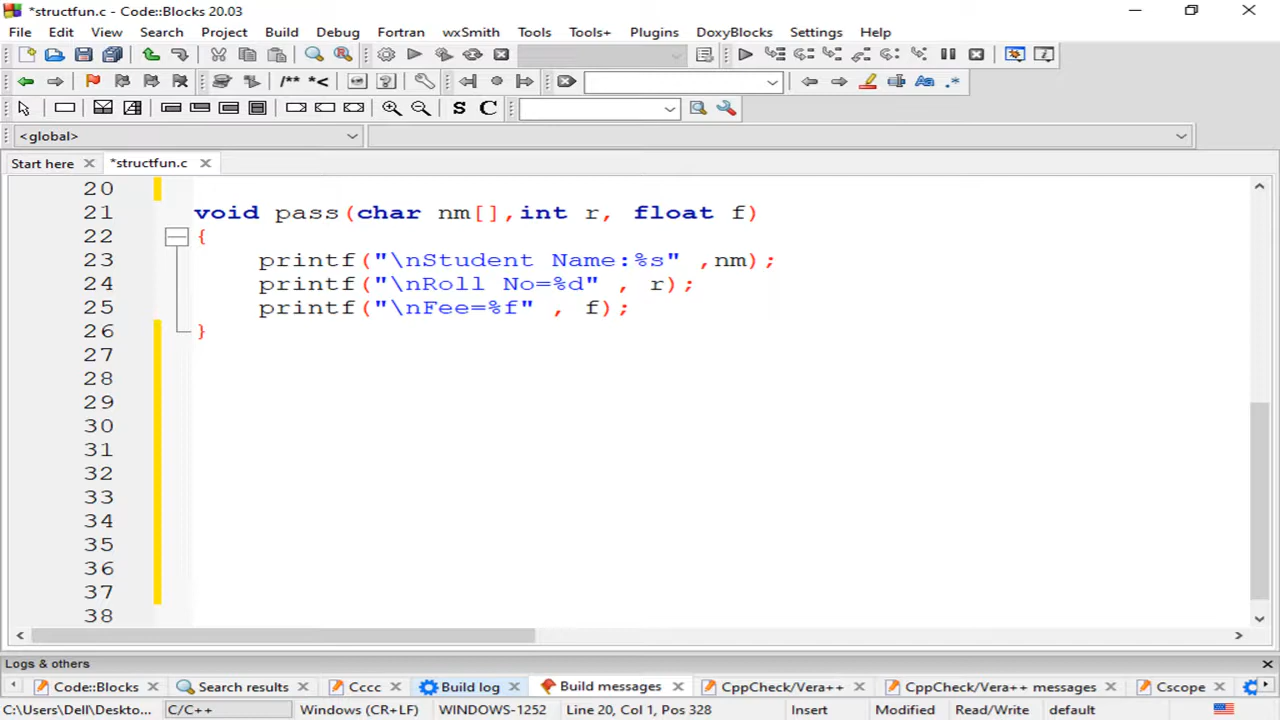 *structfun.c - Code::Blocks 20.03
File Edit View Search Project Build Debug Fortran wxSmith Tools Tools+ Plugins DoxyBlocks Settings Help
/** *<
S C
Aa .*
<global>
Start here *structfun.c
20
21 void pass(char nm[],int r, float f)
22 {
23 printf("\nStudent Name:%s" ,nm);
24 printf("\nRoll No=%d" , r);
25 printf("\nFee=%f" , f);
26 }
27
28
29
30
31
32
33
34
35
36
37
38
Logs & others
Code::Blocks Search results Cccc Build log Build messages CppCheck/Vera++ CppCheck/Vera++ messages Cscope
C:\Users\Dell\Deskto... C/C++ Windows (CR+LF) WINDOWS-1252 Line 20, Col 1, Pos 328 Insert Modified Read/Write default